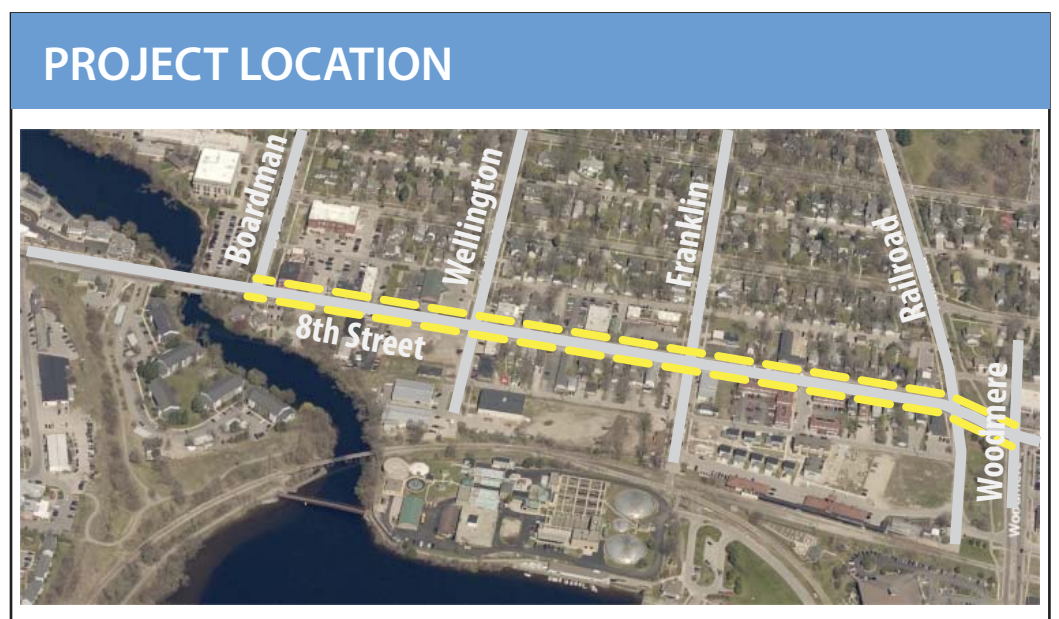 PROJECT LOCATION
Boardman
Wellington
Franklin
Railroad
8th Street
Woodmere